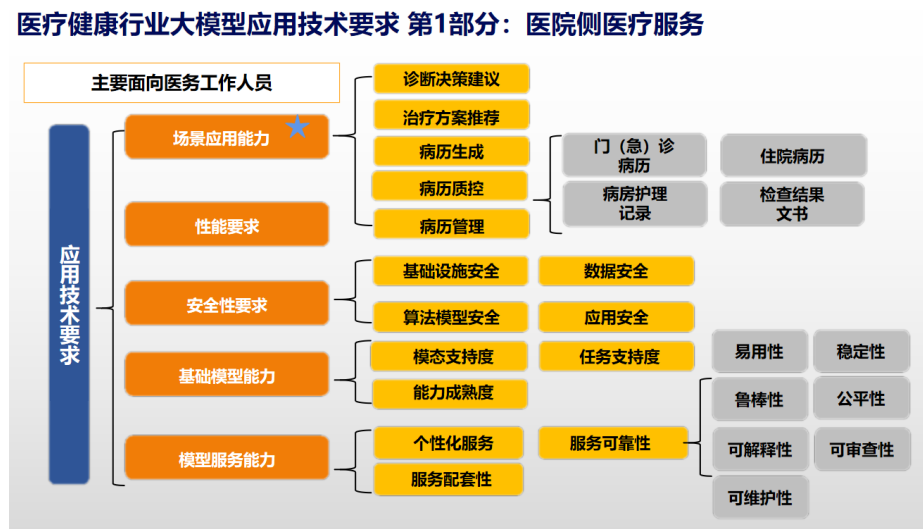 医疗健康行业大模型应用技术要求 第1部分：医院侧医疗服务
主要面向医务工作人员
应用技术要求
场景应用能力
诊断决策建议
治疗方案推荐
病历生成
病历质控
病历管理
门（急）诊
病历
住院病历
病房护理
记录
检查结果
文书
性能要求
安全性要求
基础设施安全
数据安全
算法模型安全
应用安全
基础模型能力
模态支持度
任务支持度
能力成熟度
模型服务能力
个性化服务
服务可靠性
服务配套性
易用性
稳定性
鲁棒性
公平性
可解释性
可审查性
可维护性